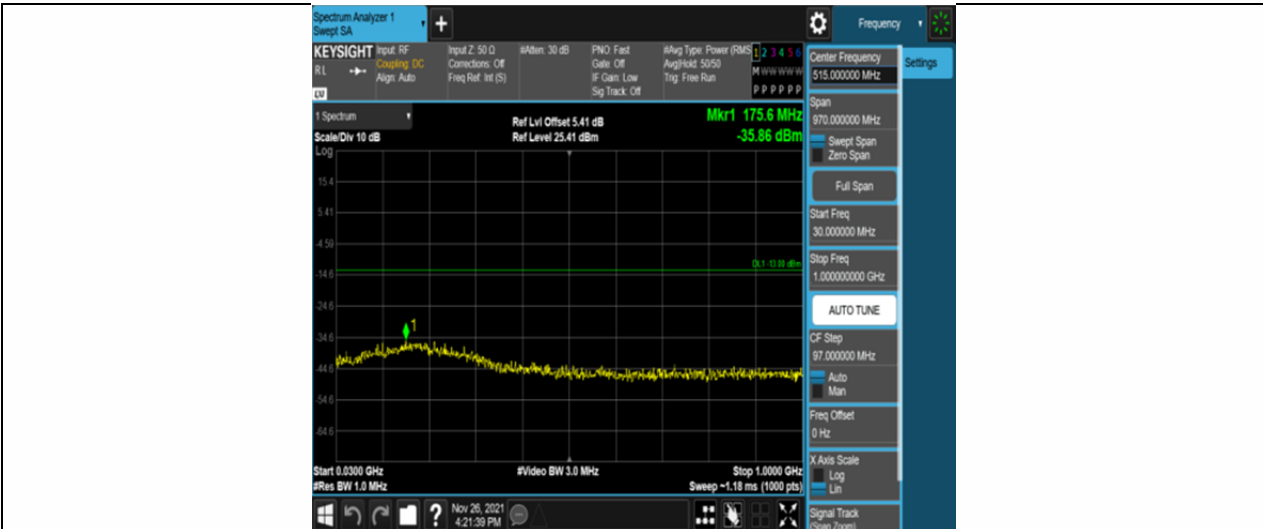 Spectrum Analyzer 1
Swept SA
+
Frequency
KEYSIGHT
RL
LV
Input: RF
Coupling: DC
Align: Auto
Input Z: 50 Ω
Corrections: Off
Freq Ref: Int (S)
#Atten: 30 dB
PNO: Fast
Gate: Off
IF Gain: Low
Sig Track: Off
#Avg Type: Power (RMS
Avg|Hold: 50/50
Trig: Free Run
1 2 3 4 5 6
M W W W W W
P P P P P P
1 Spectrum
Scale/Div 10 dB
Log
Ref Lvl Offset 5.41 dB
Ref Level 25.41 dBm
Mkr1 175.6 MHz
-35.86 dBm
15.4
5.41
-4.59
-14.6
-24.6
-34.6
-44.6
-54.6
-64.6
DL1 -13.00 dBm
1
Start 0.0300 GHz
#Res BW 1.0 MHz
#Video BW 3.0 MHz
Stop 1.0000 GHz
Sweep ~1.18 ms (1000 pts)
Nov 26, 2021
4:21:39 PM
?
Center Frequency
515.000000 MHz
Span
970.000000 MHz
Swept Span
Zero Span
Full Span
Start Freq
30.000000 MHz
Stop Freq
1.000000000 GHz
AUTO TUNE
CF Step
97.000000 MHz
Auto
Man
Freq Offset
0 Hz
X Axis Scale
Log
Lin
Signal Track
(Span Zoom)
Settings